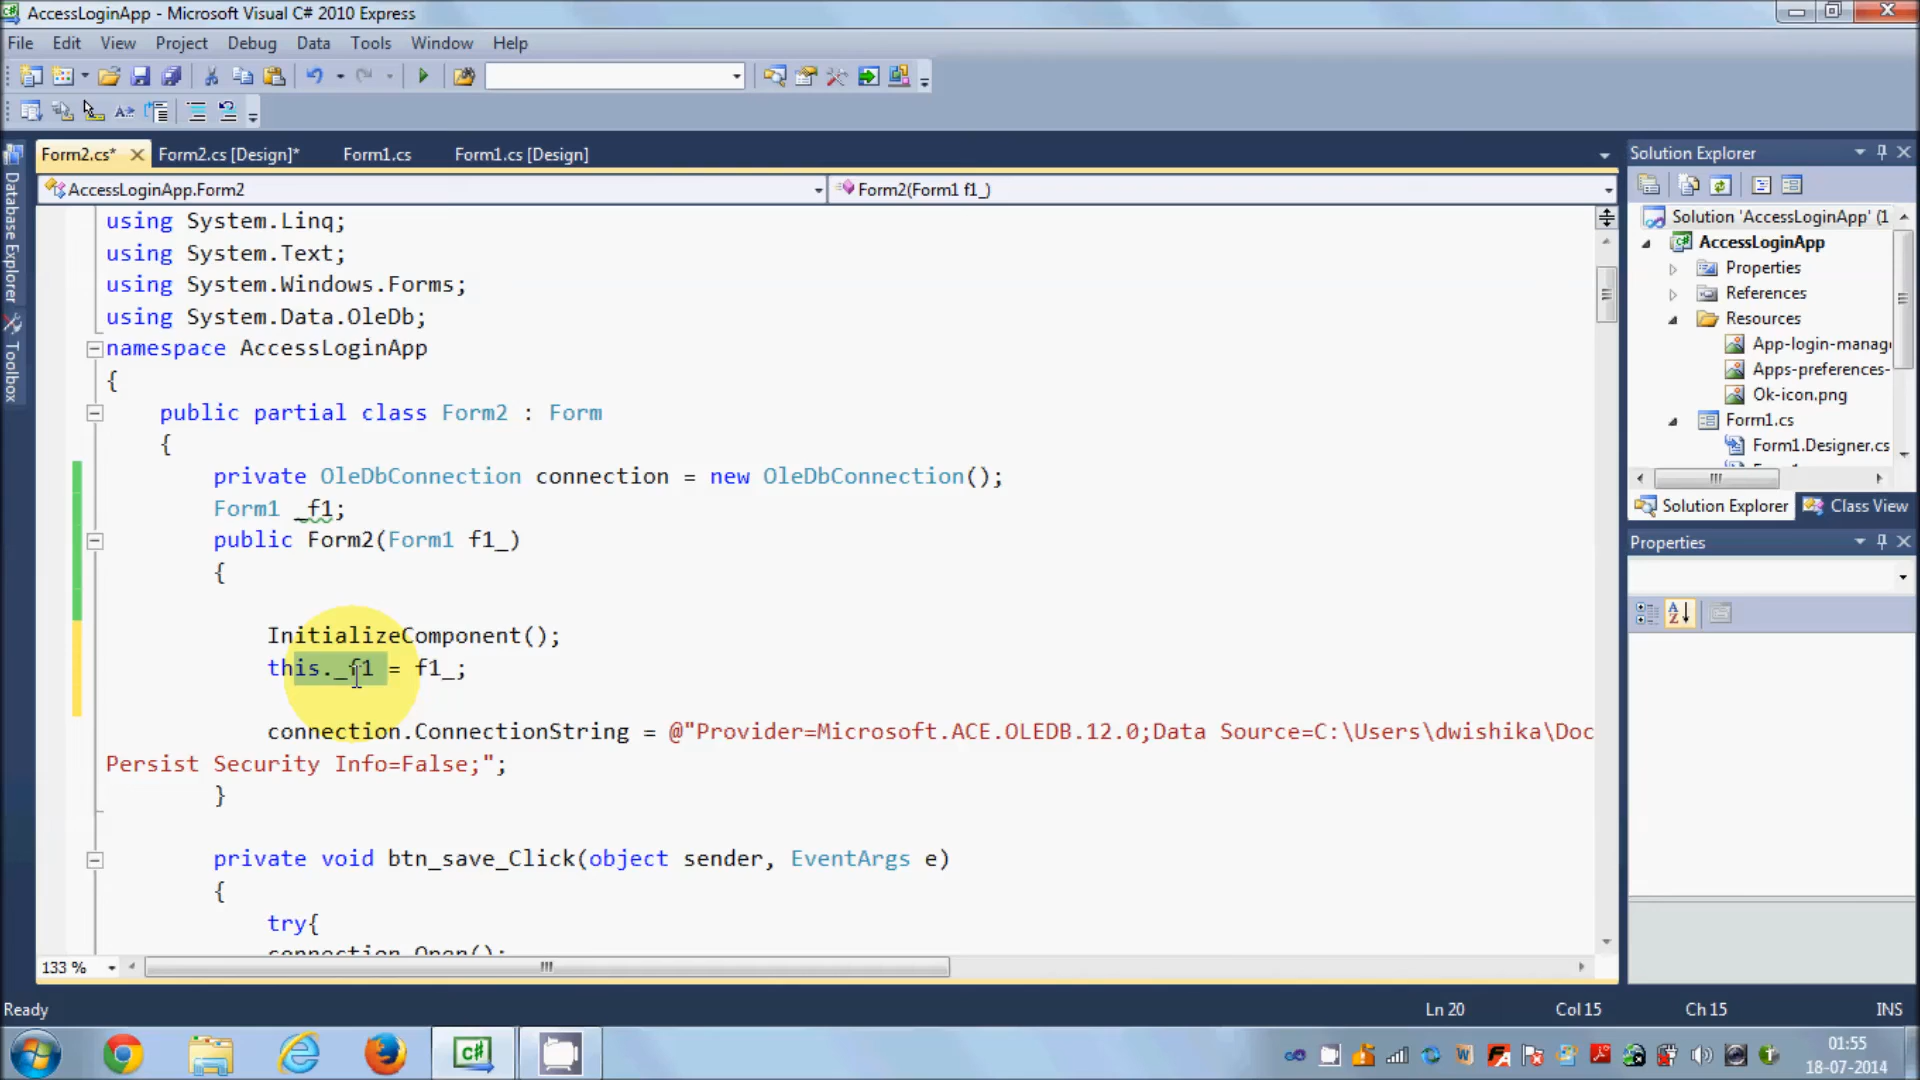 AccessLoginApp - Microsoft Visual C# 2010 Express
File Edit View Project Debug Data Tools Window Help
Form2.cs* Form2.cs [Design]* Form1.cs Form1.cs [Design]
AccessLoginApp.Form2 Form2(Form1 f1_)
Database Explorer
Toolbox
using System.Linq;
using System.Text;
using System.Windows.Forms;
using System.Data.OleDb;
namespace AccessLoginApp
{
public partial class Form2 : Form
{
private OleDbConnection connection = new OleDbConnection();
Form1 _f1;
public Form2(Form1 f1_)
{
InitializeComponent();
this._f1 = f1_;
connection.ConnectionString = @"Provider=Microsoft.ACE.OLEDB.12.0;Data Source=C:\Users\dwishika\Doc
Persist Security Info=False;";
}
private void btn_save_Click(object sender, EventArgs e)
{
try{
connection.Open();
133 %
Solution Explorer
Solution 'AccessLoginApp' (1
AccessLoginApp
Properties
References
Resources
App-login-manag
Apps-preferences-
Ok-icon.png
Form1.cs
Form1.Designer.cs
Solution Explorer Class View
Properties
Ready Ln 20 Col 15 Ch 15 INS
01:55
18-07-2014